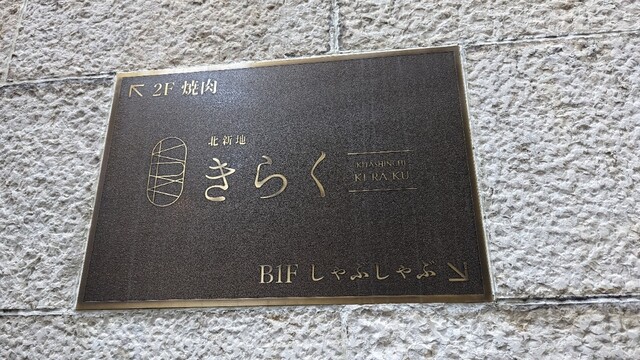 ↖ 2F 焼肉
北新地
きらく
KITASHINCHI
KI RA KU
B1F しゃぶしゃぶ ↘